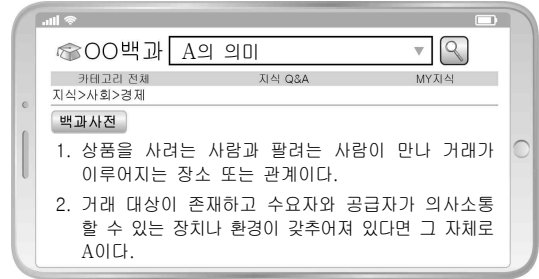 OO백과 A의 의미
카테고리 전체 지식 Q&A MY지식
지식>사회>경제
백과사전
1. 상품을 사려는 사람과 팔려는 사람이 만나 거래가
이루어지는 장소 또는 관계이다.
2. 거래 대상이 존재하고 수요자와 공급자가 의사소통
할 수 있는 장치나 환경이 갖추어져 있다면 그 자체로
A이다.